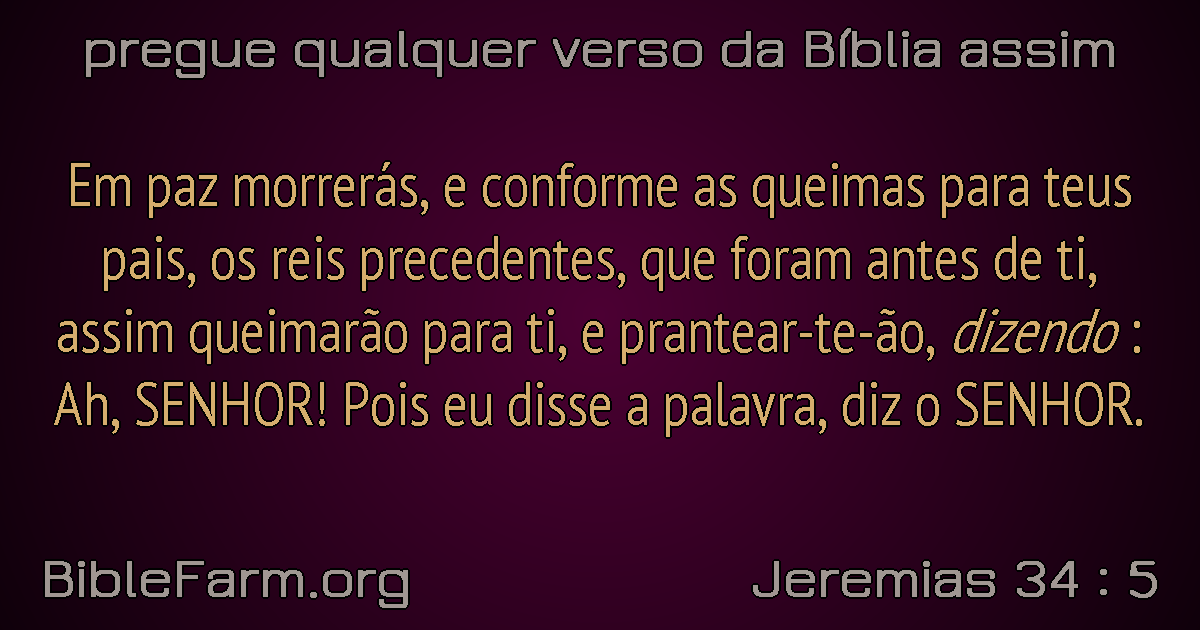 pregue qualquer verso da Bíblia assim
Em paz morrerás, e conforme as queimas para teus
pais, os reis precedentes, que foram antes de ti,
assim queimarão para ti, e prantear-te-ão, dizendo :
Ah, SENHOR! Pois eu disse a palavra, diz o SENHOR.
BibleFarm.org
Jeremias 34 : 5